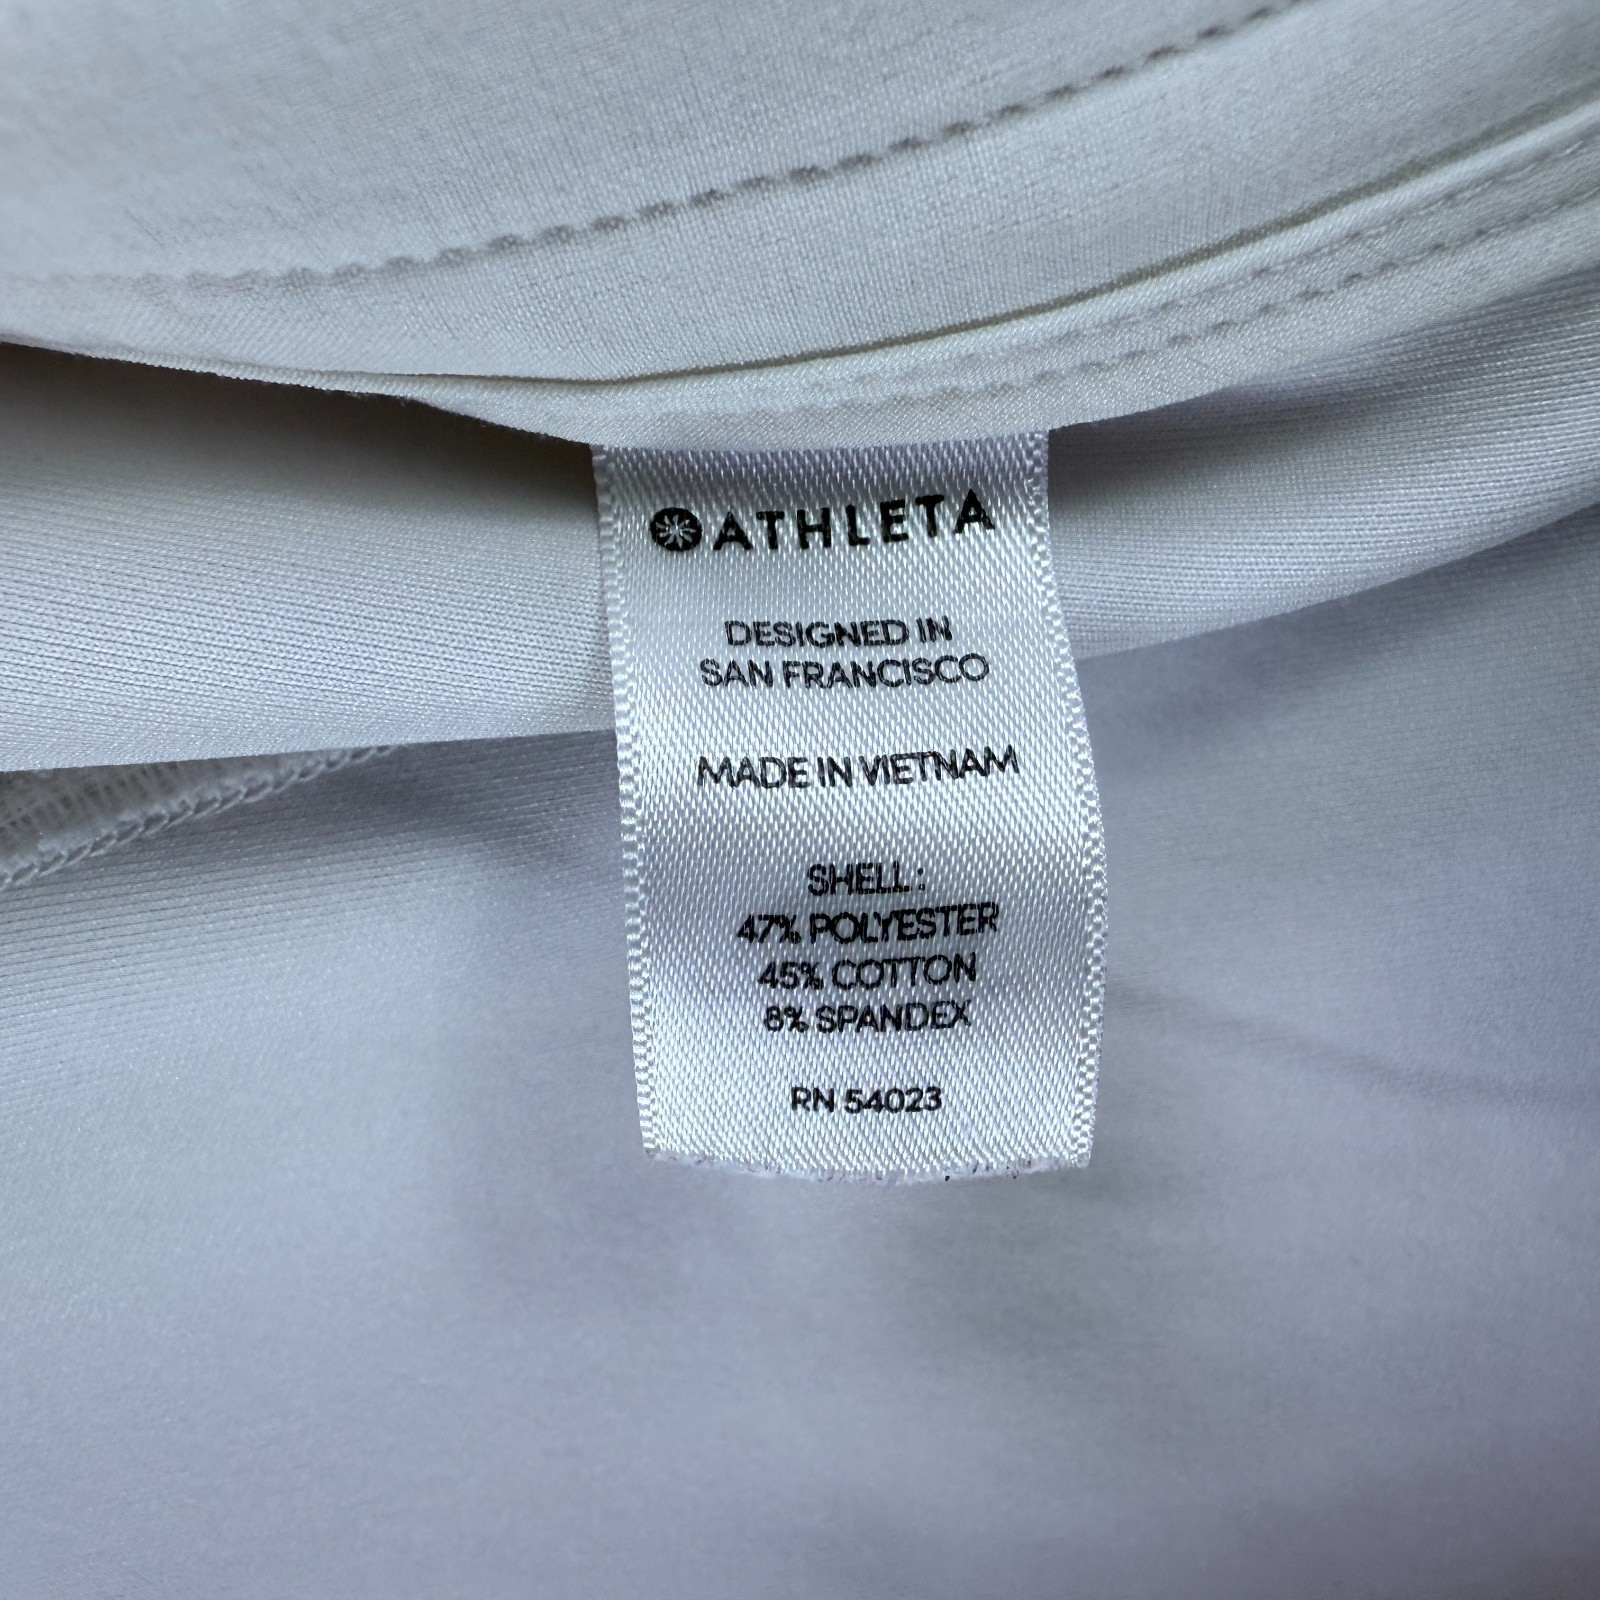 ATHLETA
DESIGNED IN
SAN FRANCISCO
MADE IN VIETNAM
SHELL:
47% POLYESTER
45% COTTON
8% SPANDEX
RN 54023